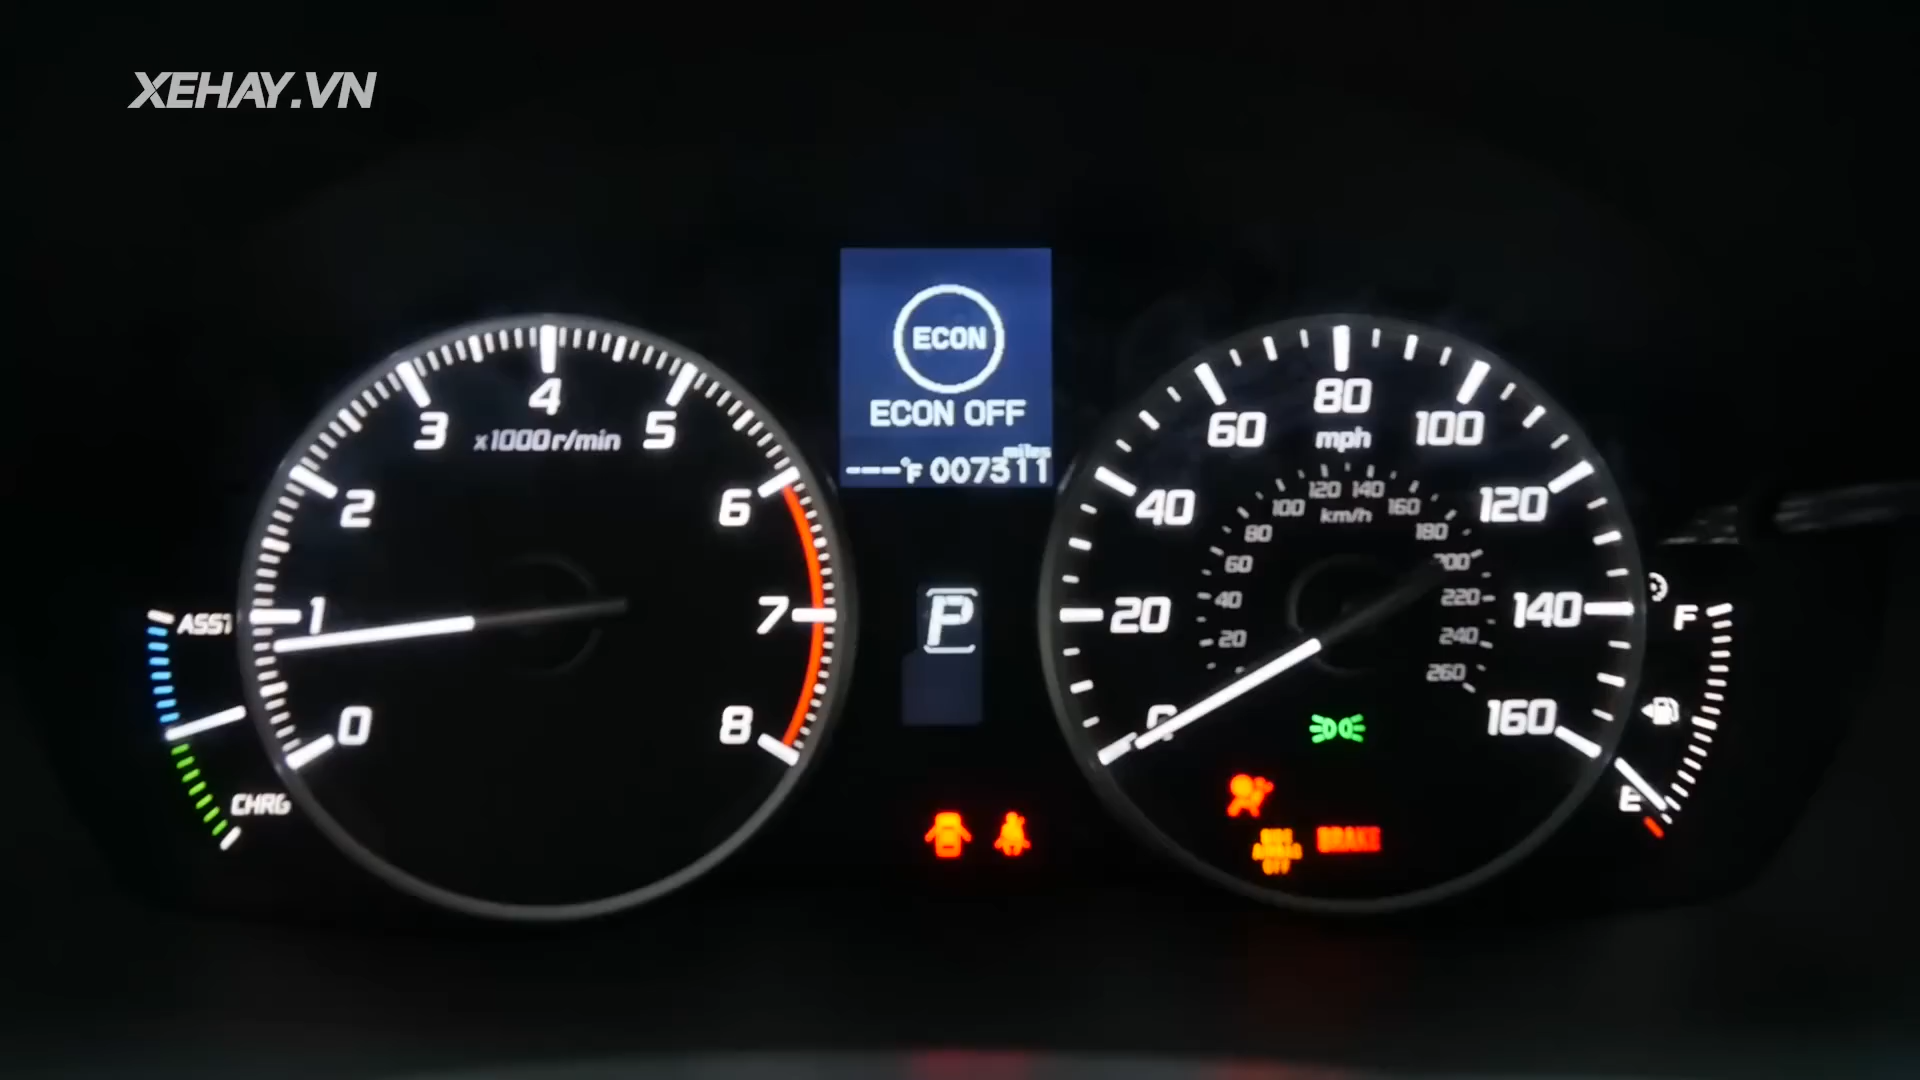 XEHAY.VN
ECON
ECON OFF
miles
---°F 007311
0
1
2
3
4
5
6
7
8
x1000r/min
ASST
CHRG
P
20
40
60
80
100
120
140
160
mph
20
40
60
80
100
120
140
160
180
200
220
240
260
km/h
F
E
BRAKE
OFF